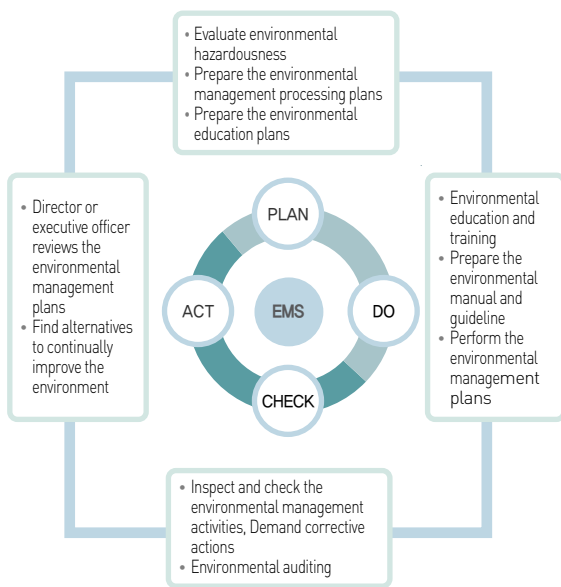 • Evaluate environmental
hazardousness
• Prepare the environmental
management processing plans
• Prepare the environmental
education plans
• Director or
executive officer
reviews the
environmental
management
plans
• Find alternatives
to continually
improve the
environment
PLAN
ACT
EMS
DO
CHECK
• Environmental
education and
training
• Prepare the
environmental
manual and
guideline
• Perform the
environmental
management
plans
• Inspect and check the
environmental management
activities, Demand corrective
actions
• Environmental auditing